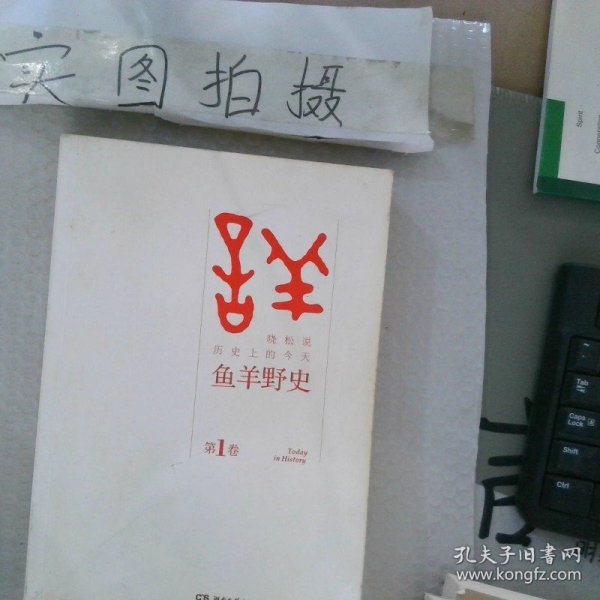 实图拍摄
晓松说
历史上的今天
鱼羊野史
第1卷
Today
in History
Spirit
Tab
Caps Lock
Shift
Ctrl
孔夫子旧书网
www.kongfz.com